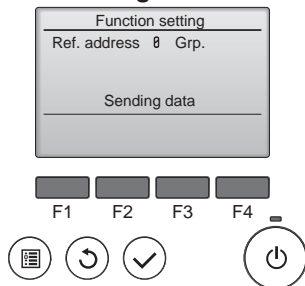 Function setting
Ref. address 0 Grp.
Sending data
F1 F2 F3 F4